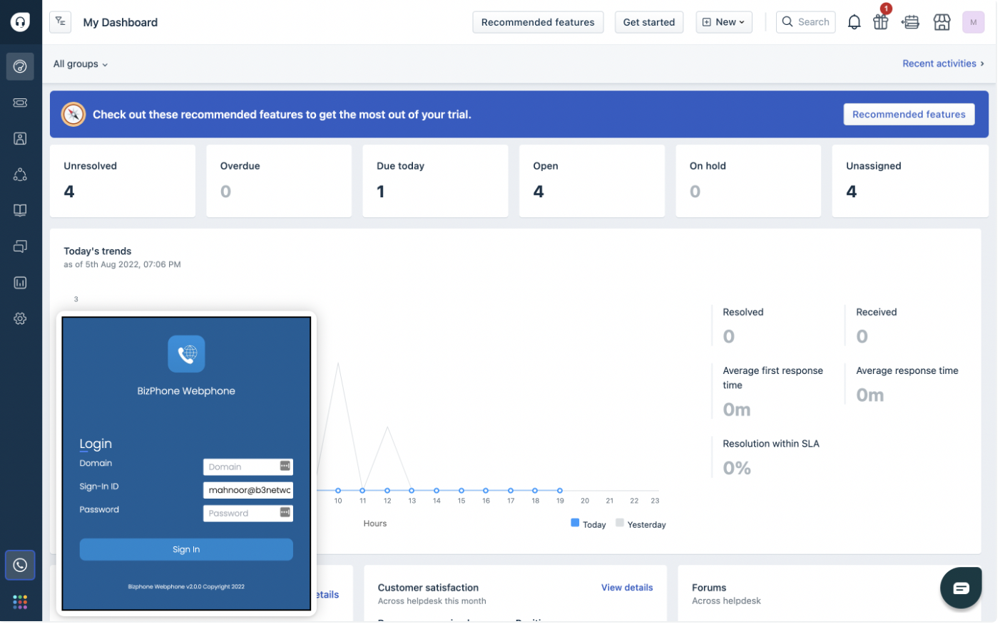 My Dashboard
Recommended features
Get started
New
Search
1
M
All groups
Recent activities
Check out these recommended features to get the most out of your trial.
Recommended features
Unresolved
4
Overdue
0
Due today
1
Open
4
On hold
0
Unassigned
4
Today's trends
as of 5th Aug 2022, 07:06 PM
3
Resolved
0
Received
0
Average first response
time
0m
Average response time
0m
Resolution within SLA
0%
10 11 12 13 14 15 16 17 18 19 20 21 22 23
Hours
Today
Yesterday
BizPhone Webphone
Login
Domain
Domain
Sign-In ID
mahnoor@b3netwo
Password
Password
Sign In
Bizphone Webphone v2.0.0 Copyright 2022
etails
Customer satisfaction
View details
Across helpdesk this month
Forums
Across helpdesk